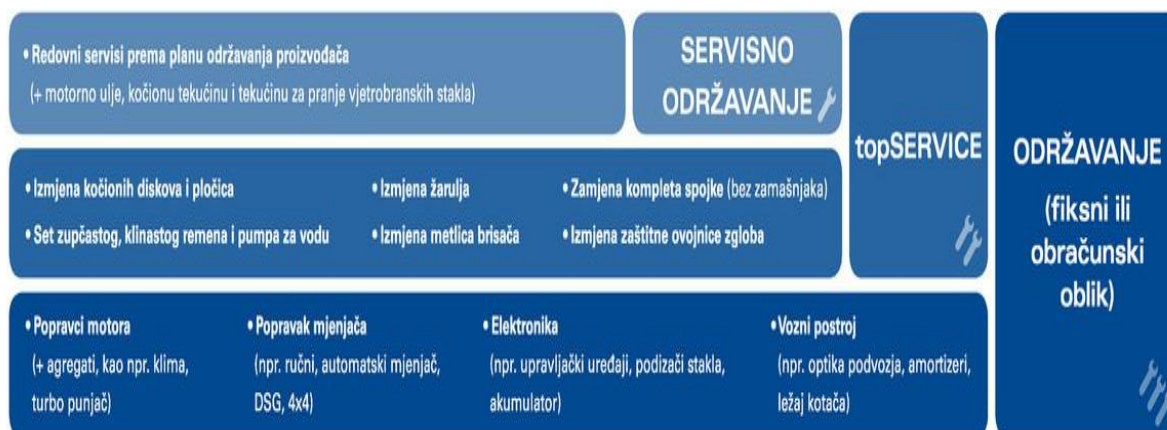 • Redovni servisi prema planu održavanja proizvođača
(+ motorno ulje, kočionu tekućinu i tekućinu za pranje vjetrobranskih stakla)
SERVISNO
ODRŽAVANJE
• Izmjena kočionih diskova i pločica
• Izmjena žarulja
• Zamjena kompleta spojke (bez zamašnjaka)
• Set zupčastog, klinastog remena i pumpa za vodu
• Izmjena metlica brisača
• Izmjena zaštitne ovojnice zgloba
topSERVICE
• Popravci motora
(+ agregati, kao npr. klima,
turbo punjač)
• Popravak mjenjača
(npr. ručni, automatski mjenjač,
DSG, 4x4)
• Elektronika
(npr. upravljački uređaji, podizači stakla,
akumulator)
• Vozni postroj
(npr. optika podvozja, amortizeri,
ležaj kotača)
ODRŽAVANJE
(fiksni ili
obračunski
oblik)